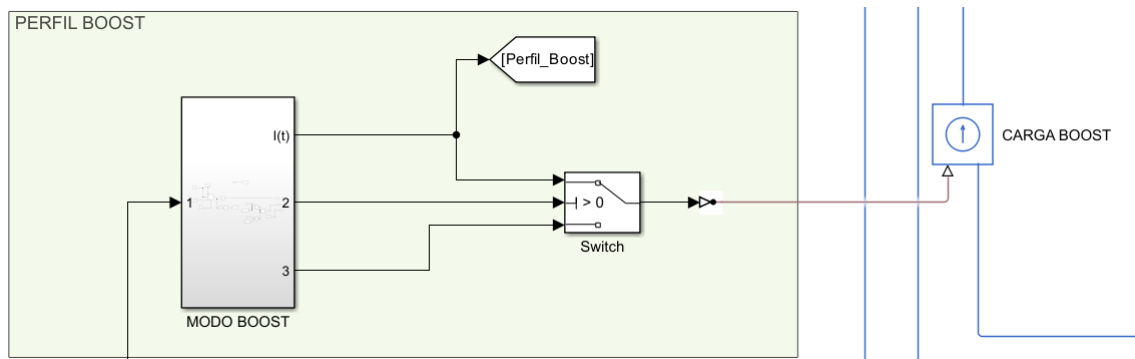 PERFIL BOOST
[Perfil_Boost]
I(t)
1
2
3
MODO BOOST
> 0
Switch
CARGA BOOST